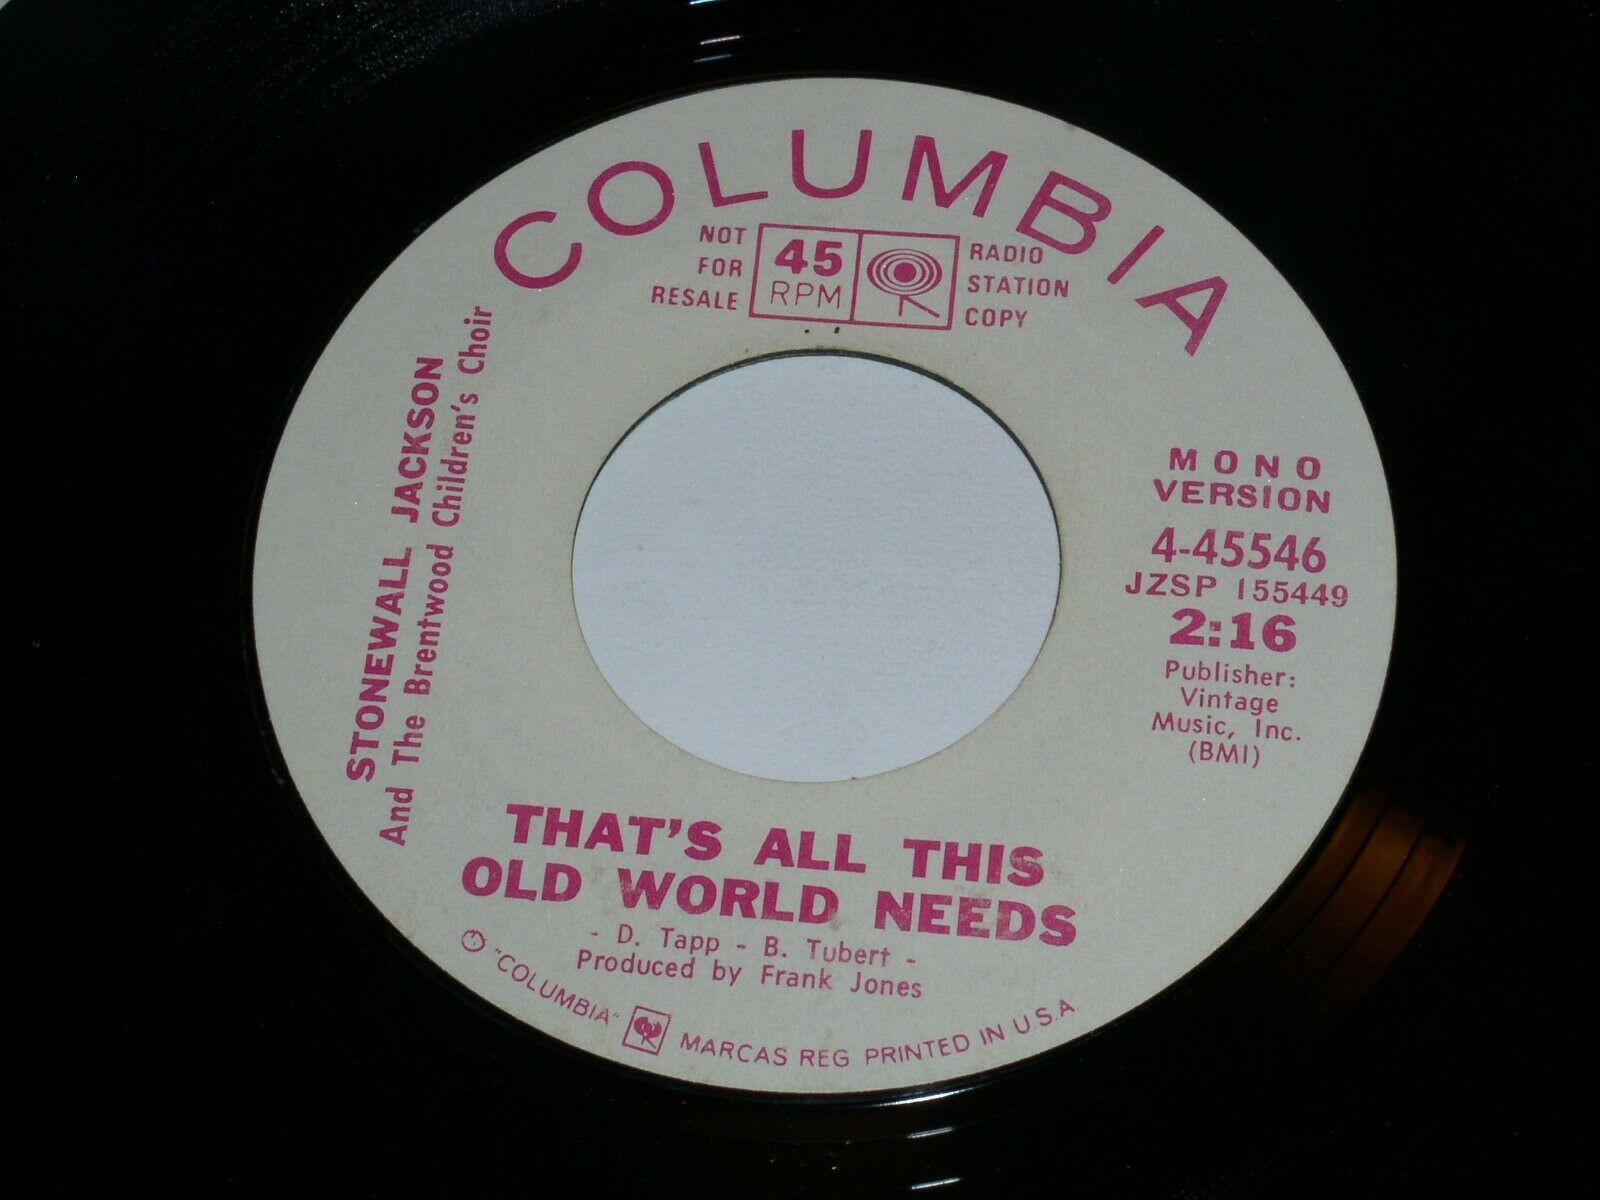 COLUMBIA
NOT
FOR
RESALE
45
RPM
RADIO
STATION
COPY
STONEWALL JACKSON
And The Brentwood Children's Choir
MONO
VERSION
4-45546
JZSP 155449
2:16
Publisher:
Vintage
Music, Inc.
(BMI)
THAT'S ALL THIS
OLD WORLD NEEDS
- D. Tapp - B. Tubert -
Produced by Frank Jones
"COLUMBIA" MARCAS REG PRINTED IN U.S.A.